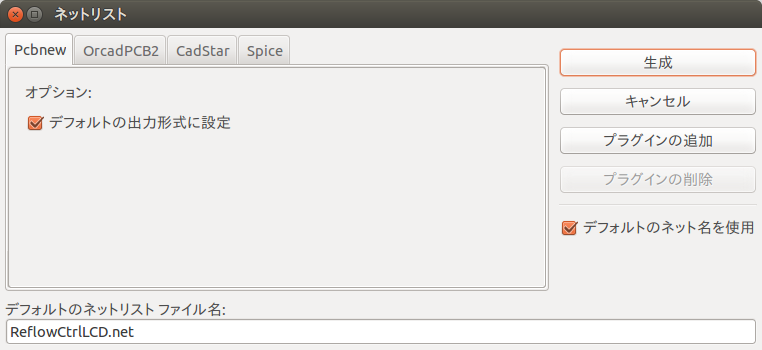 ネットリスト
Pcbnew OrcadPCB2 CadStar Spice
オプション:
デフォルトの出力形式に設定
生成
キャンセル
プラグインの追加
プラグインの削除
デフォルトのネット名を使用
デフォルトのネットリスト ファイル名:
ReflowCtrlLCD.net